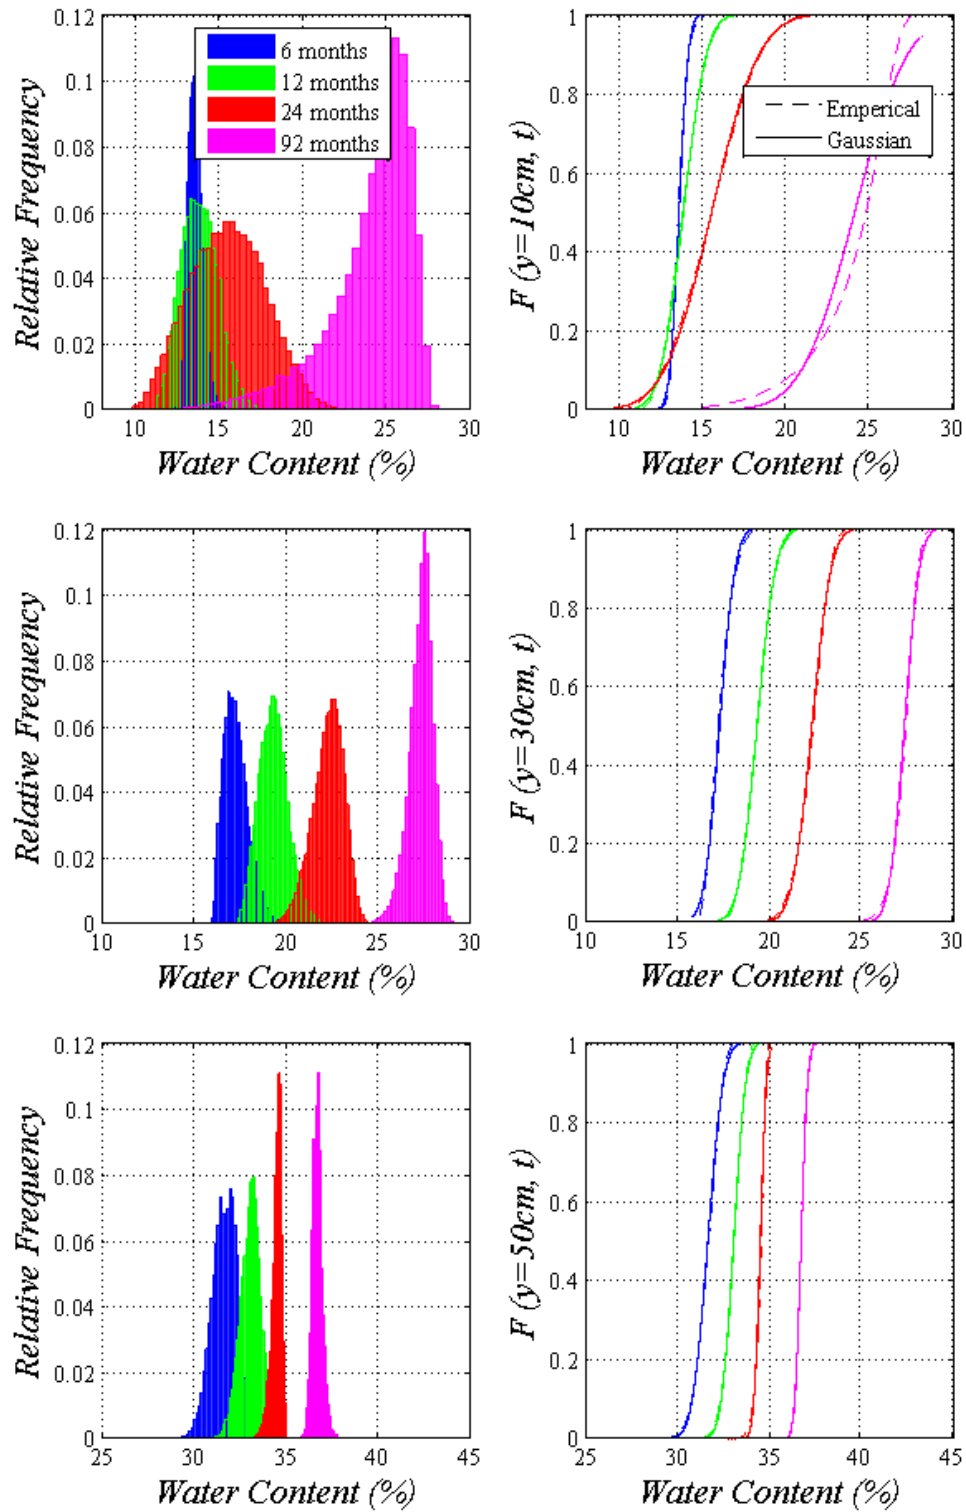 0.12
0.1
0.08
0.06
0.04
0.02
0
10 15 20 25 30
Relative Frequency
Water Content (%)
6 months
12 months
24 months
92 months
1
0.8
0.6
0.4
0.2
0
10 15 20 25 30
F (y=10cm, t)
Water Content (%)
Emperical
Gaussian
0.12
0.1
0.08
0.06
0.04
0.02
0
10 15 20 25 30
Relative Frequency
Water Content (%)
1
0.8
0.6
0.4
0.2
0
10 15 20 25 30
F (y=30cm, t)
Water Content (%)
0.12
0.1
0.08
0.06
0.04
0.02
0
25 30 35 40 45
Relative Frequency
Water Content (%)
1
0.8
0.6
0.4
0.2
0
25 30 35 40 45
F (y=50cm, t)
Water Content (%)